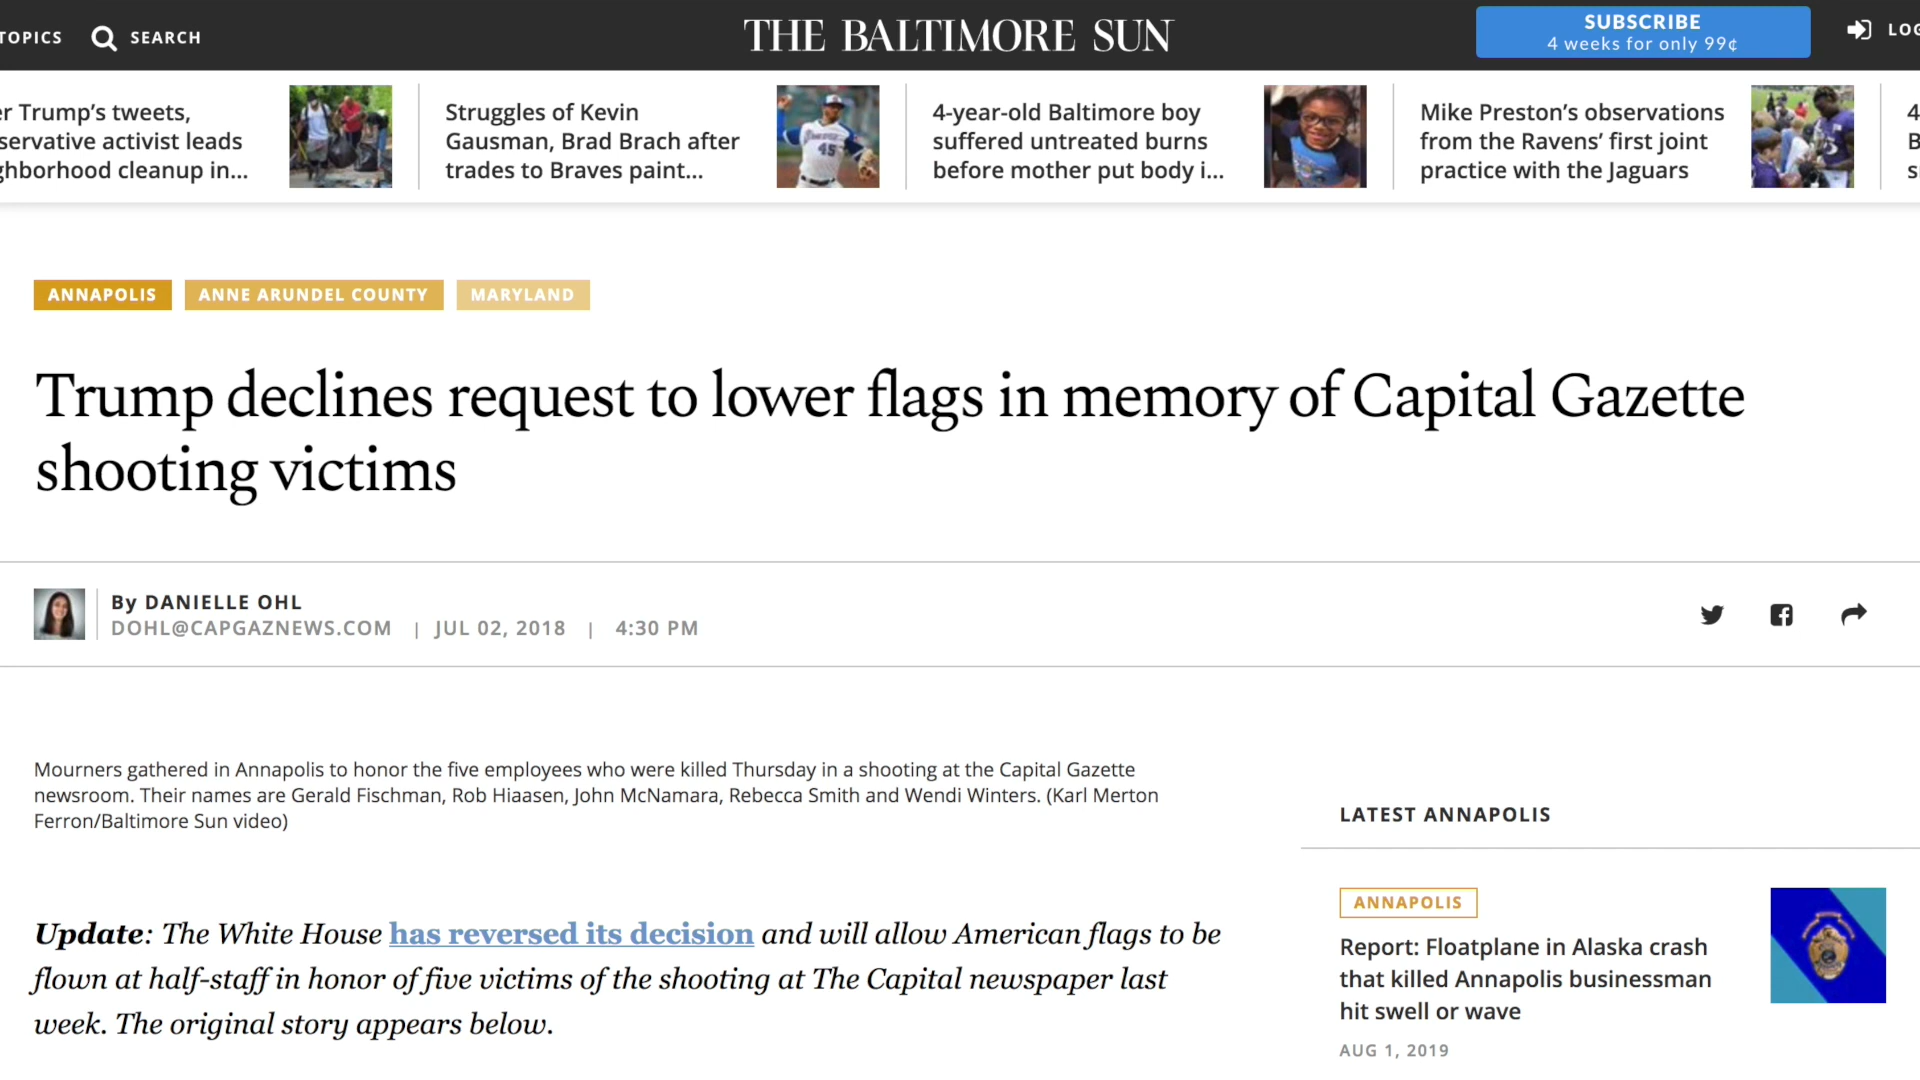 TOPICS
SEARCH
THE BALTIMORE SUN
SUBSCRIBE
4 weeks for only 99¢
LOG
er Trump’s tweets,
servative activist leads
ghborhood cleanup in...
Struggles of Kevin
Gausman, Brad Brach after
trades to Braves paint...
45
4-year-old Baltimore boy
suffered untreated burns
before mother put body i...
Mike Preston’s observations
from the Ravens’ first joint
practice with the Jaguars
ANNAPOLIS
ANNE ARUNDEL COUNTY
MARYLAND
Trump declines request to lower flags in memory of Capital Gazette
shooting victims
By DANIELLE OHL
DOHL@CAPGAZNEWS.COM | JUL 02, 2018 | 4:30 PM
Mourners gathered in Annapolis to honor the five employees who were killed Thursday in a shooting at the Capital Gazette
newsroom. Their names are Gerald Fischman, Rob Hiaasen, John McNamara, Rebecca Smith and Wendi Winters. (Karl Merton
Ferron/Baltimore Sun video)
Update: The White House has reversed its decision and will allow American flags to be
flown at half-staff in honor of five victims of the shooting at The Capital newspaper last
week. The original story appears below.
LATEST ANNAPOLIS
ANNAPOLIS
Report: Floatplane in Alaska crash
that killed Annapolis businessman
hit swell or wave
AUG 1, 2019